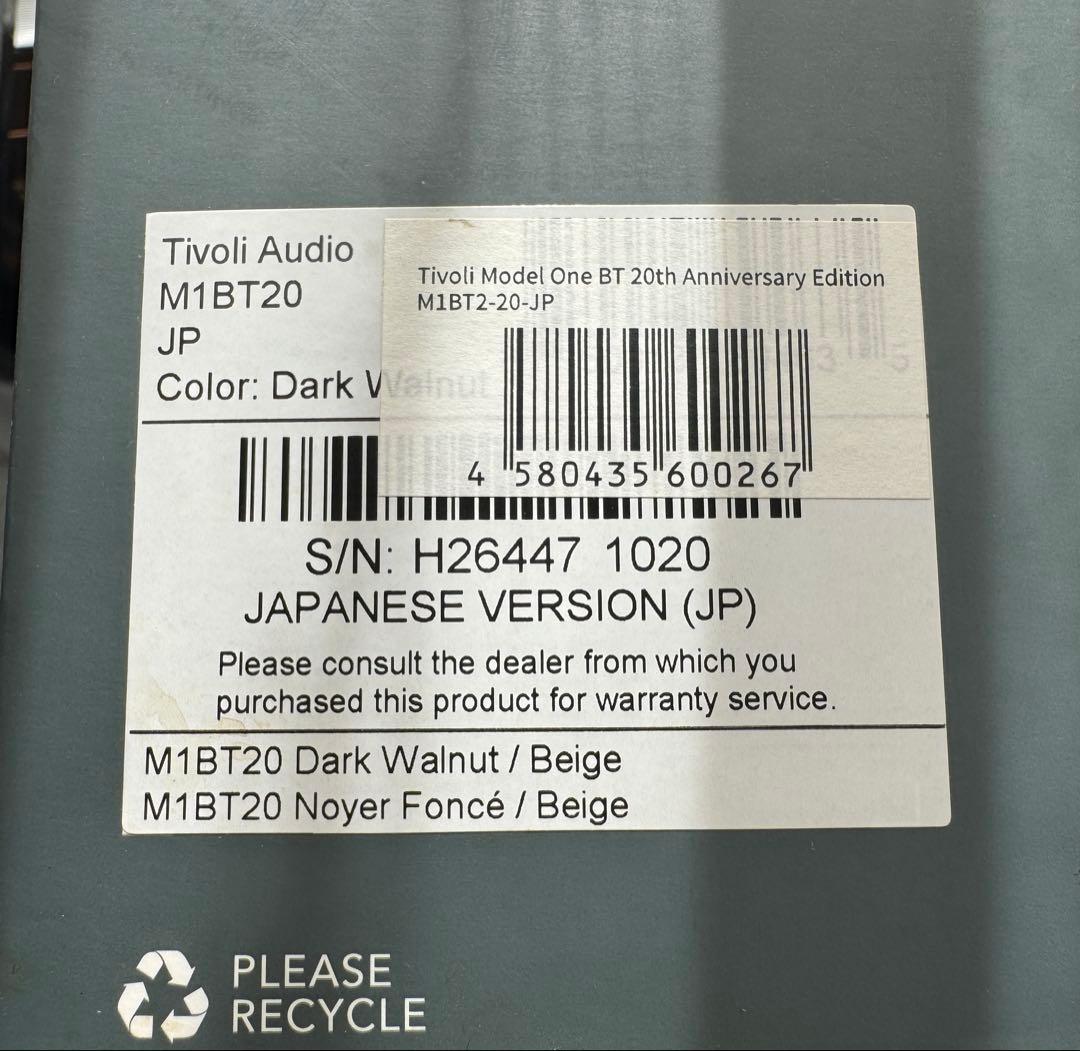 Tivoli Audio
M1BT20
JP
Color: Dark Walnut
Tivoli Model One BT 20th Anniversary Edition
M1BT2-20-JP
4 580435 600267
S/N: H26447 1020
JAPANESE VERSION (JP)
Please consult the dealer from which you
purchased this product for warranty service.
M1BT20 Dark Walnut / Beige
M1BT20 Noyer Foncé / Beige
PLEASE
RECYCLE